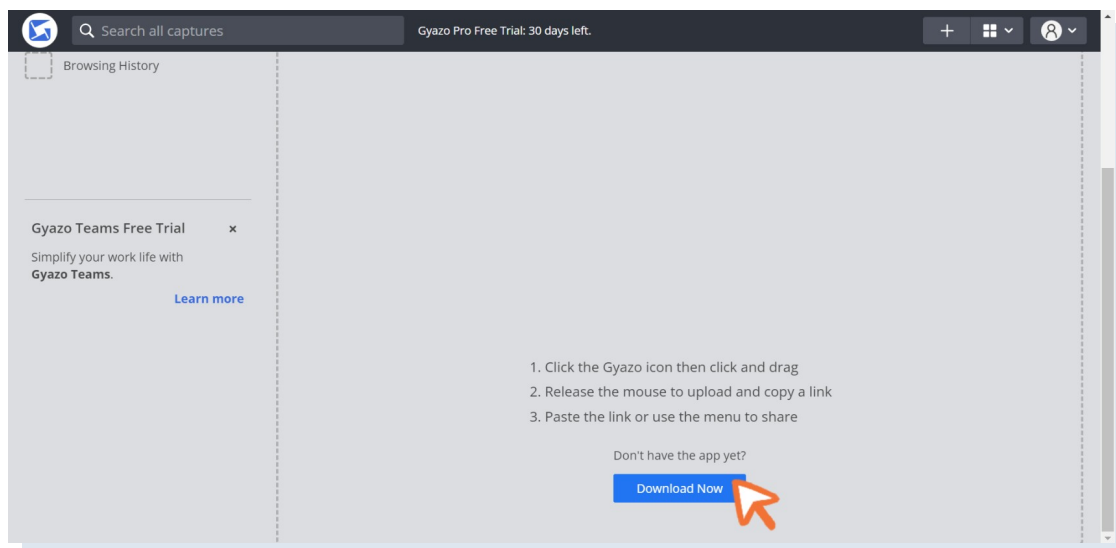 Search all captures
Gyazo Pro Free Trial: 30 days left.
Browsing History
Gyazo Teams Free Trial
×
Simplify your work life with
Gyazo Teams.
Learn more
1. Click the Gyazo icon then click and drag
2. Release the mouse to upload and copy a link
3. Paste the link or use the menu to share
Don't have the app yet?
Download Now